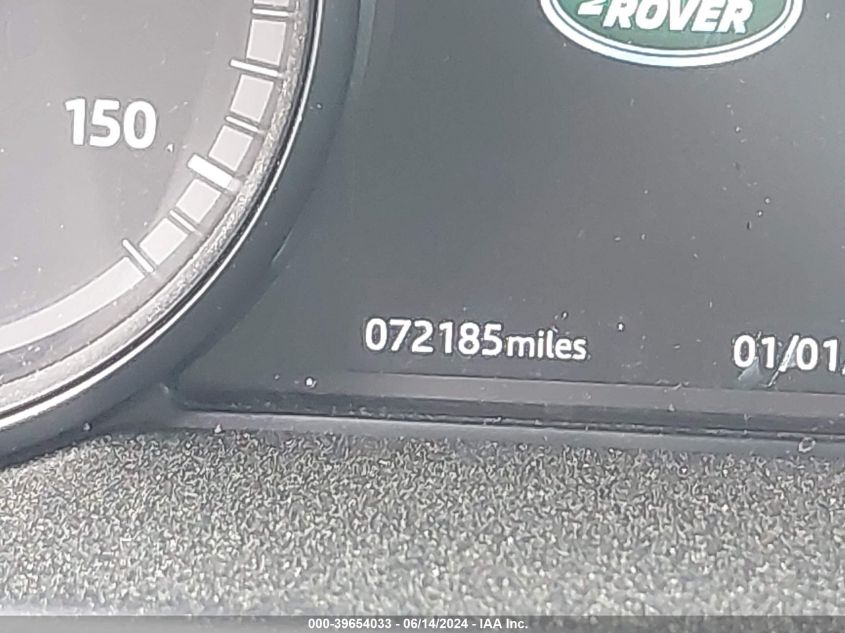 ROVER
150
072185miles
01/01/
000-39654033 - 06/14/2024 - IAA Inc.